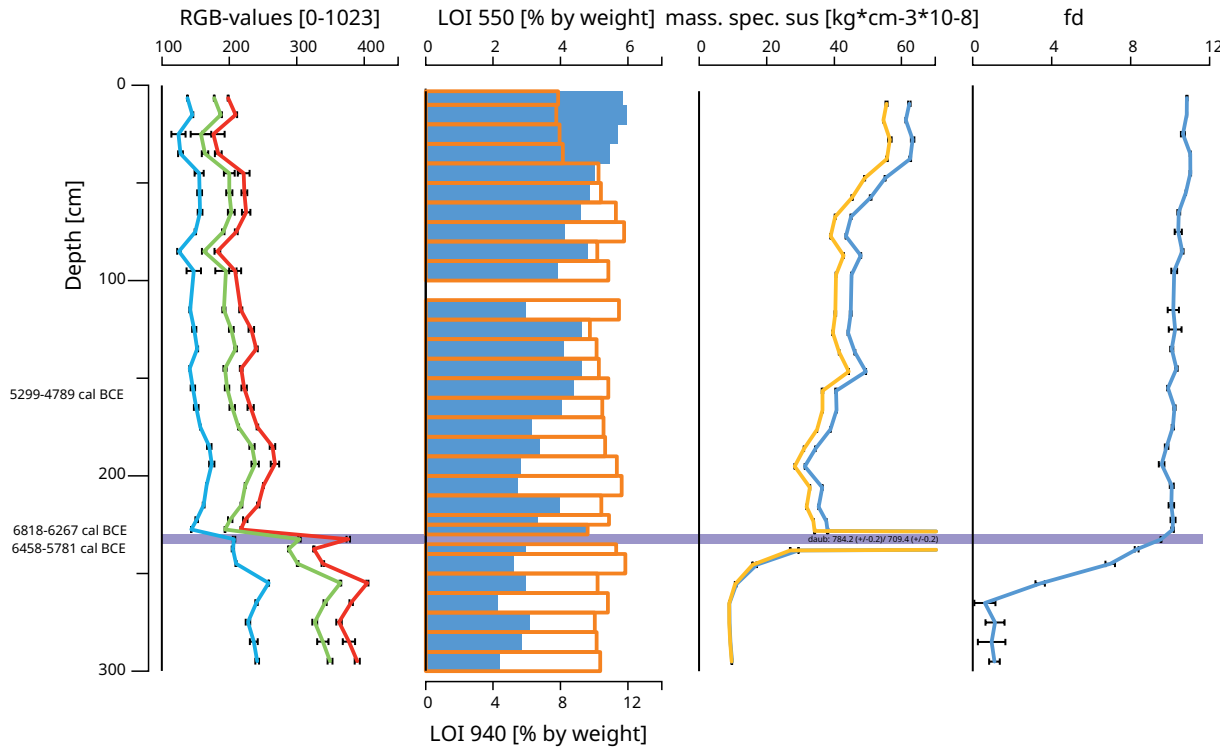 RGB-values [0-1023] LOI 550 [% by weight] mass. spec. sus [kg*cm-3*10-8] fd
100 200 300 400 0 2 4 6 0 20 40 60 0 4 8 12
0
Depth [cm]
100
5299-4789 cal BCE
200
6818-6267 cal BCE
daub: 784.2 (+/-0.2)/ 709.4 (+/-0.2)
6458-5781 cal BCE
300
0 4 8 12
LOI 940 [% by weight]